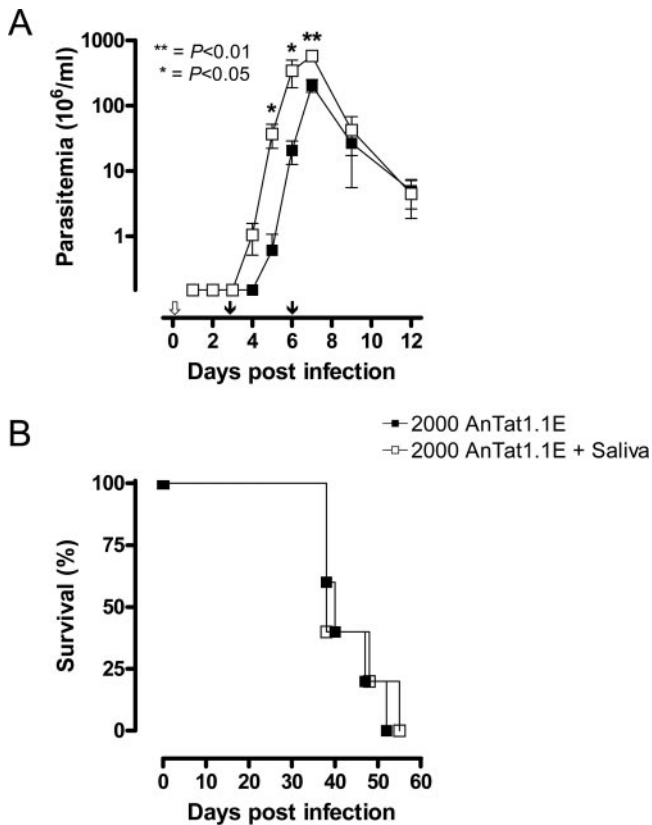 A
** = P<0.01
* = P<0.05
* * **
Parasitemia (10⁶/ml)
1000
100
10
1
0 2 4 6 8 10 12
Days post infection
2000 AnTat1.1E
2000 AnTat1.1E + Saliva
B
Survival (%)
100
75
50
25
0
0 10 20 30 40 50 60
Days post infection